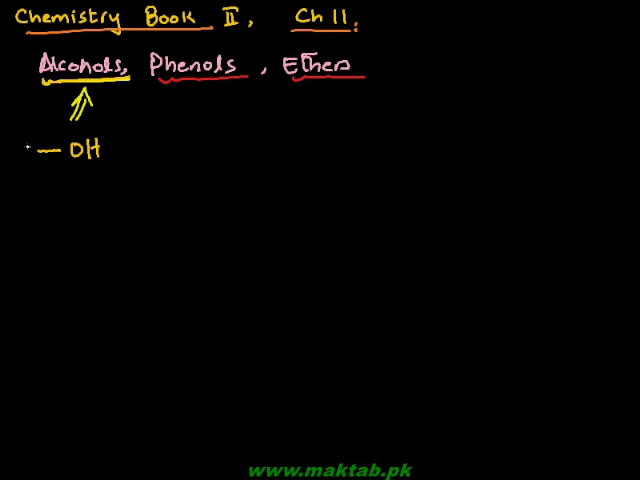 Chemistry Book II, Ch 11:
Alcohols, Phenols, Ethers
— OH
www.maktab.pk